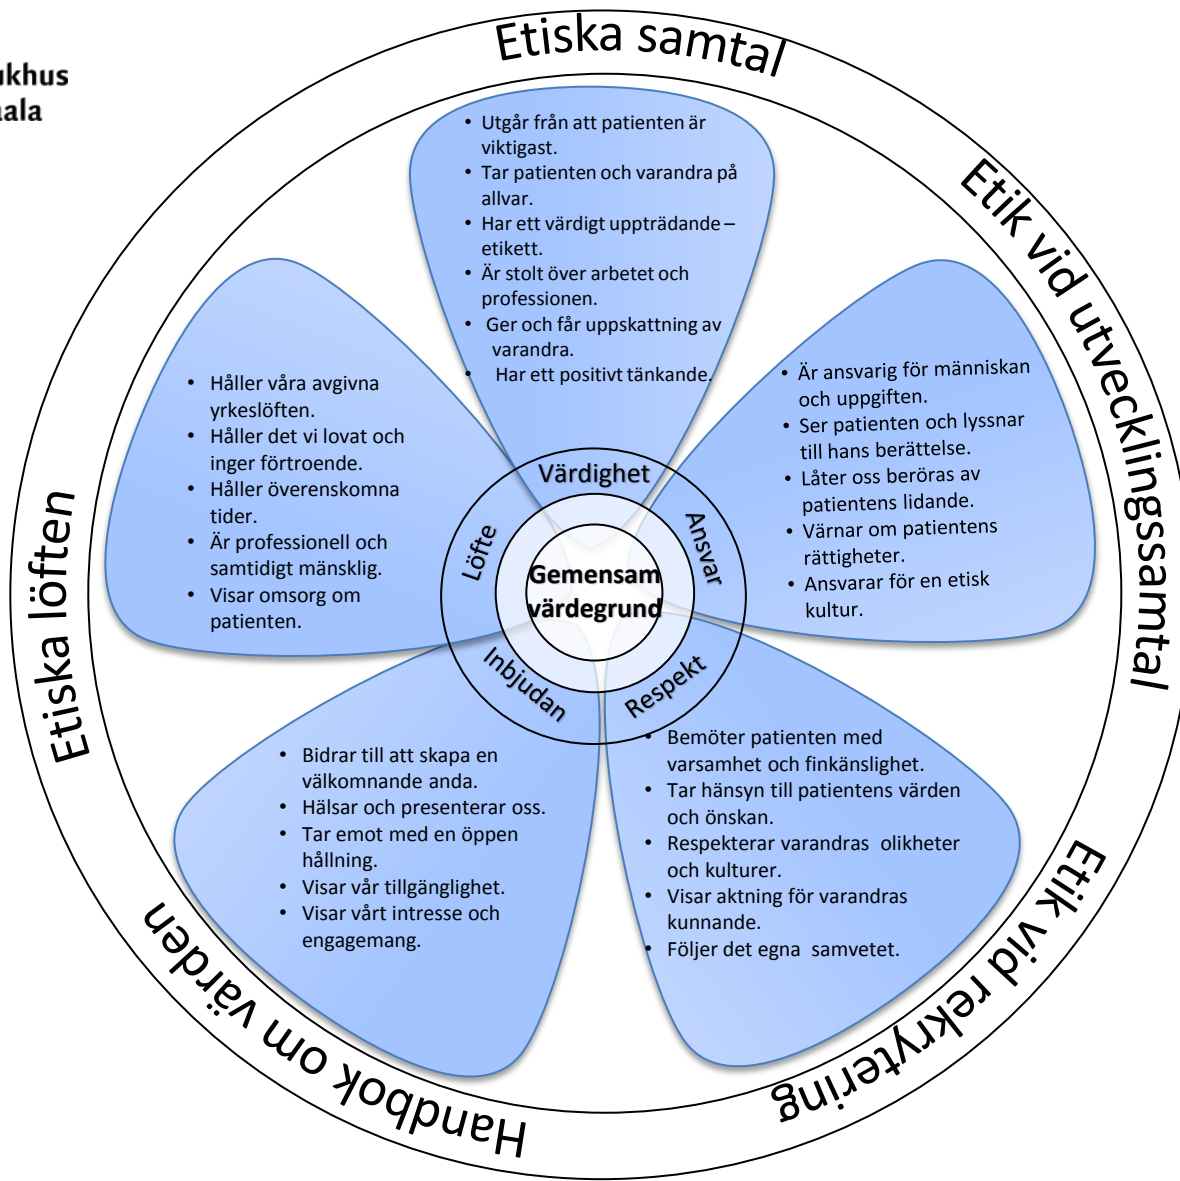 ukhus
Etiska samtal
Etik vid utvecklingssamtal
Etik vid rekrytering
Handbok om värden
Etiska löften
• Utgår från att patienten är
viktigast.
• Tar patienten och varandra på
allvar.
• Har ett värdigt uppträdande –
etikett.
• Är stolt över arbetet och
professionen.
• Ger och får uppskattning av
varandra.
• Har ett positivt tänkande.
• Är ansvarig för människan
och uppgiften.
• Ser patienten och lyssnar
till hans berättelse.
• Låter oss beröras av
patientens lidande.
• Värnar om patientens
rättigheter.
• Ansvarar för en etisk
kultur.
• Håller våra avgivna
yrkeslöften.
• Håller det vi lovat och
inger förtroende.
• Håller överenskomna
tider.
• Är professionell och
samtidigt mänsklig.
• Visar omsorg om
patienten.
Värdighet
Ansvar
Respekt
Inbjudan
Löfte
Gemensam
värdegrund
• Bemöter patienten med
varsamhet och finkänslighet.
• Tar hänsyn till patientens värden
och önskan.
• Respekterar varandras olikheter
och kulturer.
• Visar aktning för varandras
kunnande.
• Följer det egna samvetet.
• Bidrar till att skapa en
välkomnande anda.
• Hälsar och presenterar oss.
• Tar emot med en öppen
hållning.
• Visar vår tillgänglighet.
• Visar vårt intresse och
engagemang.